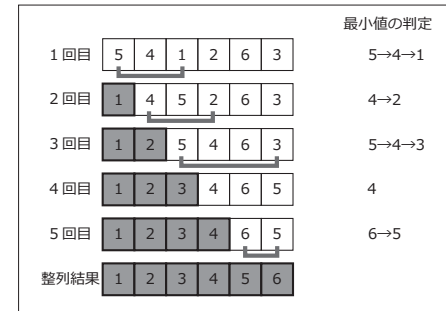 最小値の判定
1回目 5 4 1 2 6 3 5→4→1
2回目 1 4 5 2 6 3 4→2
3回目 1 2 5 4 6 3 5→4→3
4回目 1 2 3 4 6 5 4
5回目 1 2 3 4 6 5 6→5
整列結果 1 2 3 4 5 6